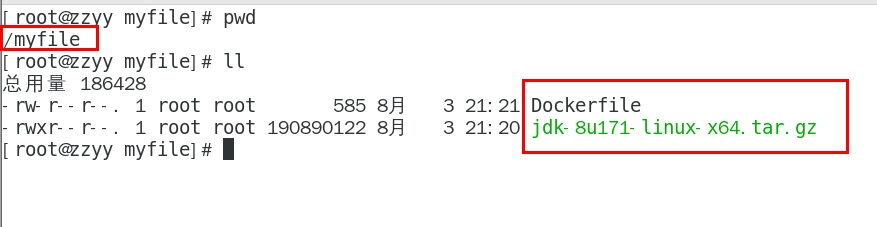 [root@zzyy myfile]# pwd
/myfile
[root@zzyy myfile]# ll
总用量 186428
-rw-r--r--. 1 root root       585 8月   3 21:21 Dockerfile
-rwxr--r--. 1 root root 190890122 8月   3 21:20 jdk-8u171-linux-x64.tar.gz
[root@zzyy myfile]#